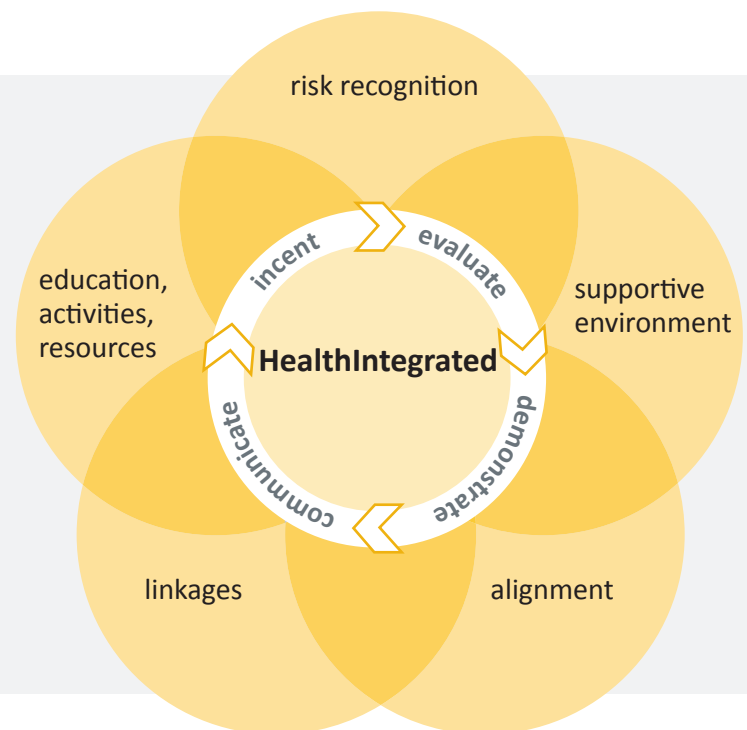 risk recognition
incent
evaluate
education,
activities,
resources
supportive
environment
HealthIntegrated
communicate
demonstrate
linkages
alignment